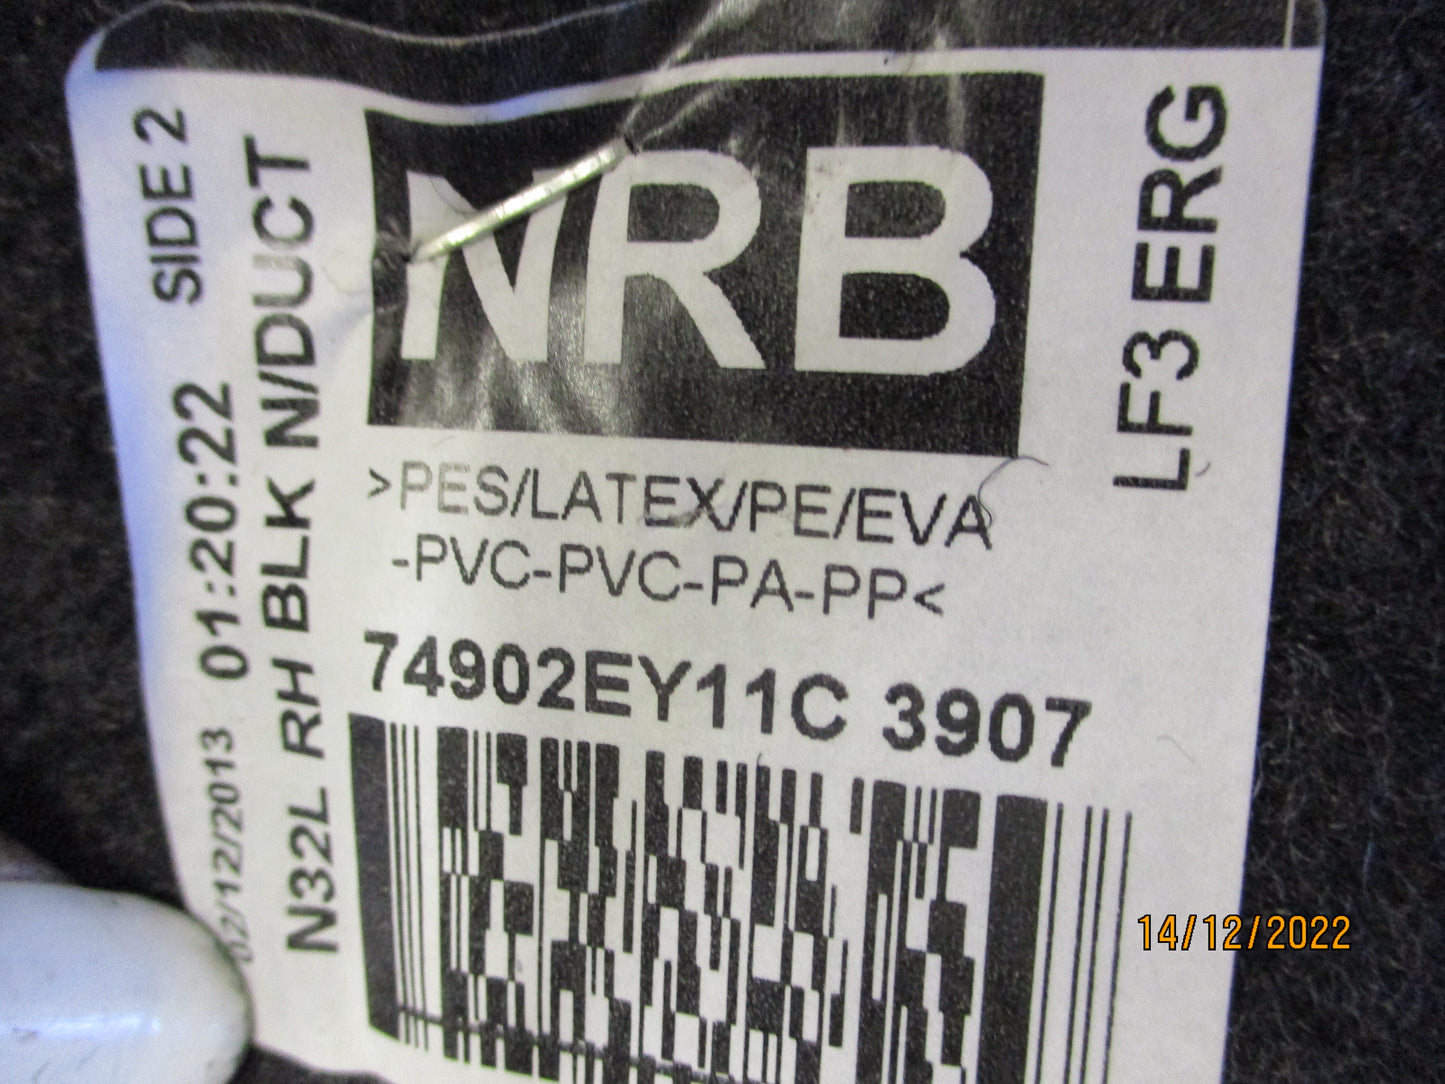 NRB
>PES/LATEX/PE/EVA
-PVC-PVC-PA-PP<
74902EY11C 3907
LF3 ERG
02/12/2013 01:20:22 SIDE 2
N32L RH BLK N/DUCT
14/12/2022